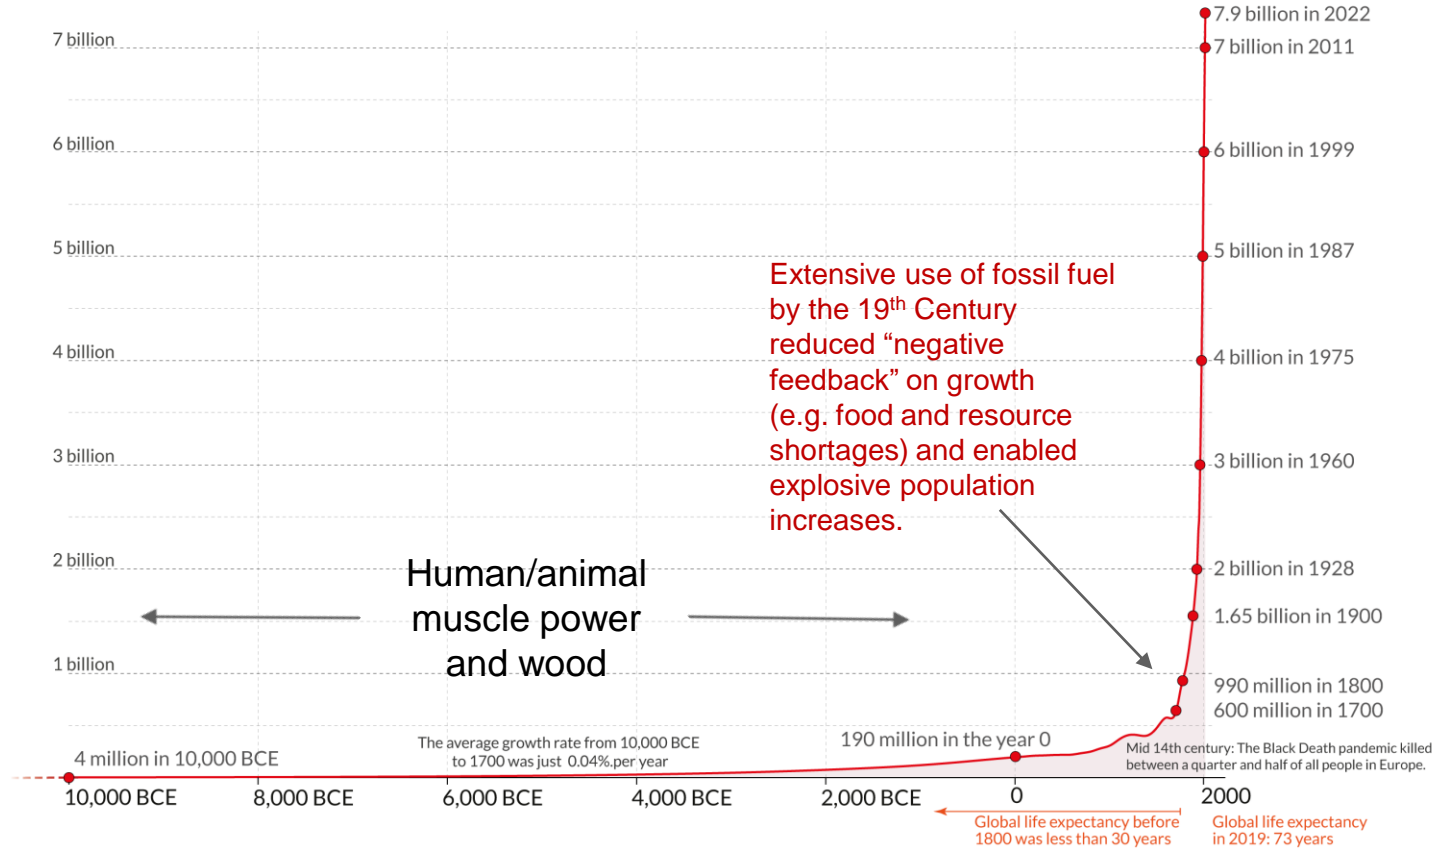 7.9 billion in 2022
7 billion
7 billion in 2011
6 billion
6 billion in 1999
5 billion
5 billion in 1987
Extensive use of fossil fuel
by the 19th Century
reduced “negative
feedback” on growth
(e.g. food and resource
shortages) and enabled
explosive population
increases.
4 billion
4 billion in 1975
3 billion
3 billion in 1960
2 billion
2 billion in 1928
Human/animal
muscle power
and wood
1.65 billion in 1900
1 billion
990 million in 1800
600 million in 1700
4 million in 10,000 BCE
The average growth rate from 10,000 BCE
to 1700 was just 0.04%.per year
190 million in the year 0
Mid 14th century: The Black Death pandemic killed
between a quarter and half of all people in Europe.
10,000 BCE
8,000 BCE
6,000 BCE
4,000 BCE
2,000 BCE
0
2000
Global life expectancy before
1800 was less than 30 years
Global life expectancy
in 2019: 73 years